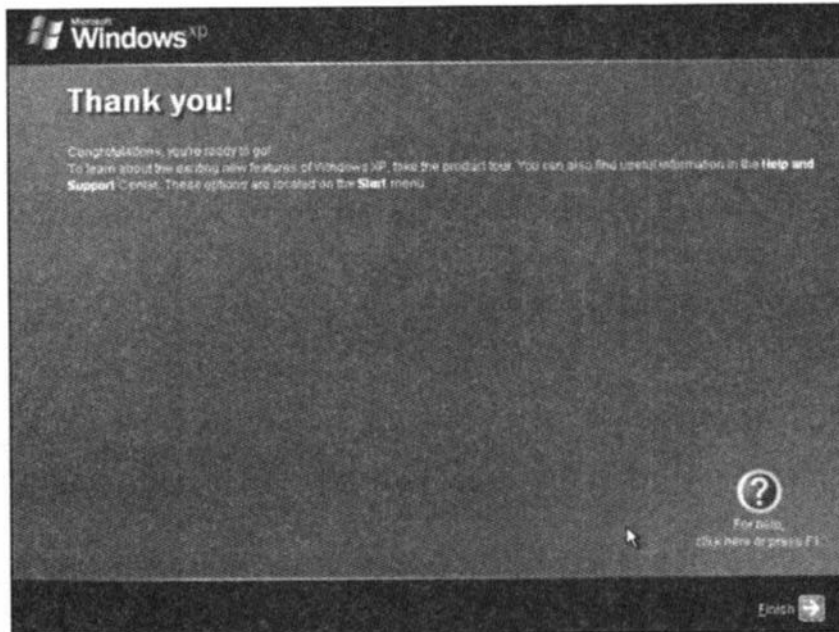 Microsoft
Windows xp
Thank you!
Congratulations, you're ready to go!
To learn about the exciting new features of Windows XP, take the product tour. You can also find useful information in the Help and
Support Center. These options are located on the Start menu.
For help,
click here or press F1.
Finish